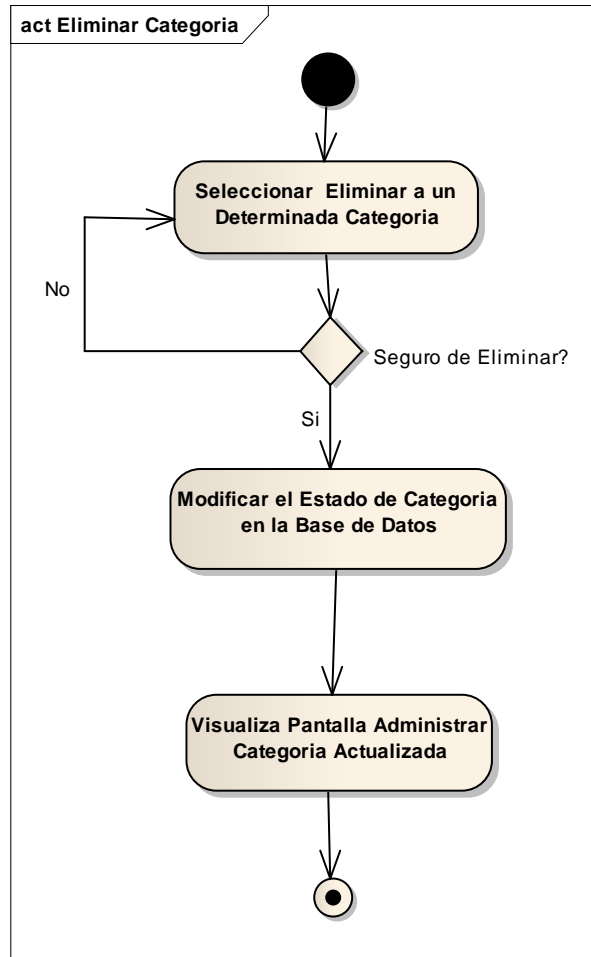 act Eliminar Categoria
Seleccionar Eliminar a un
Determinada Categoria
No
Seguro de Eliminar?
Si
Modificar el Estado de Categoria
en la Base de Datos
Visualiza Pantalla Administrar
Categoria Actualizada